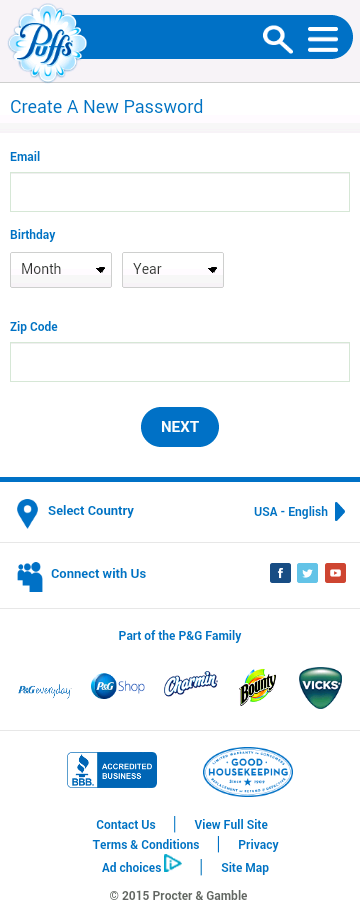 Puffs
Create A New Password
Email
Birthday
Month Year
Zip Code
NEXT
Select Country USA - English
Connect with Us
Part of the P&G Family
P&G everyday P&G Shop Charmin Bounty VICKS
BBB. ACCREDITED BUSINESS
LIMITED WARRANTY TO CONSUMERS
GOOD HOUSEKEEPING
SINCE 1909
REPLACEMENT OR REFUND IF DEFECTIVE
Contact Us View Full Site
Terms & Conditions Privacy
Ad choices Site Map
© 2015 Procter & Gamble